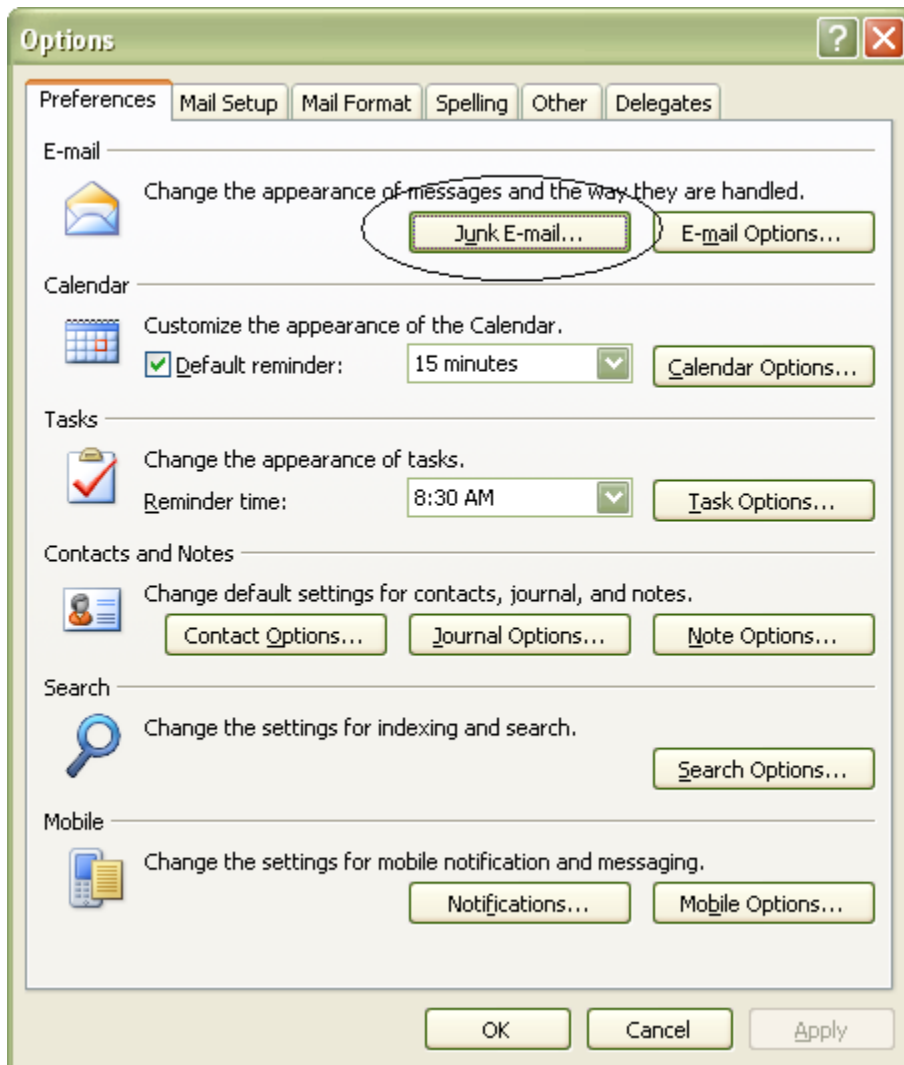 Options
Preferences Mail Setup Mail Format Spelling Other Delegates
E-mail
Change the appearance of messages and the way they are handled.
Junk E-mail... E-mail Options...
Calendar
Customize the appearance of the Calendar.
Default reminder: 15 minutes Calendar Options...
Tasks
Change the appearance of tasks.
Reminder time: 8:30 AM Task Options...
Contacts and Notes
Change default settings for contacts, journal, and notes.
Contact Options... Journal Options... Note Options...
Search
Change the settings for indexing and search.
Search Options...
Mobile
Change the settings for mobile notification and messaging.
Notifications... Mobile Options...
OK Cancel Apply